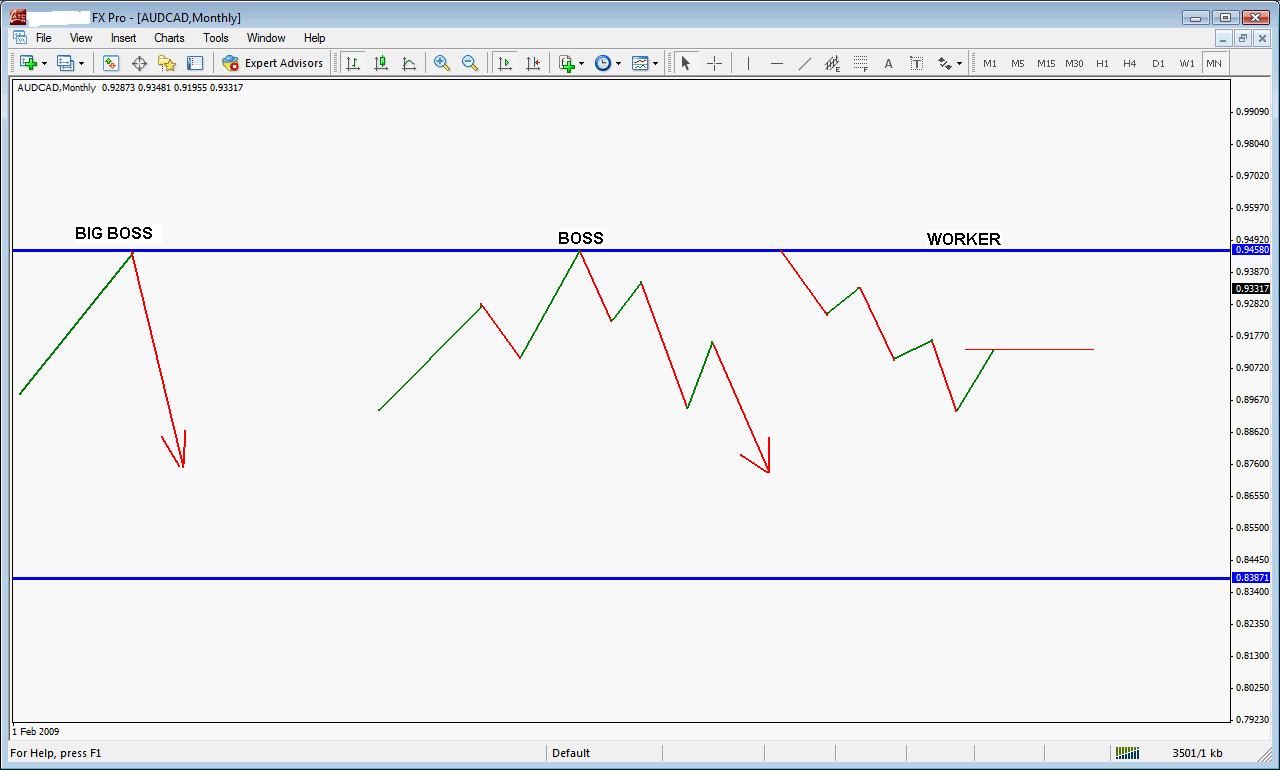 FX Pro - [AUDCAD,Monthly]
File View Insert Charts Tools Window Help
Expert Advisors A T M1 M5 M15 M30 H1 H4 D1 W1 MN
AUDCAD,Monthly 0.92873 0.93481 0.91955 0.93317
0.99090
0.98040
0.97020
0.95970
BIG BOSS
BOSS
WORKER
0.94920
0.94580
0.93870
0.93317
0.92820
0.91770
0.90720
0.89670
0.88620
0.87600
0.86550
0.85500
0.84450
0.83871
0.83400
0.82350
0.81300
0.80250
0.79230
1 Feb 2009
For Help, press F1 Default 3501/1 kb